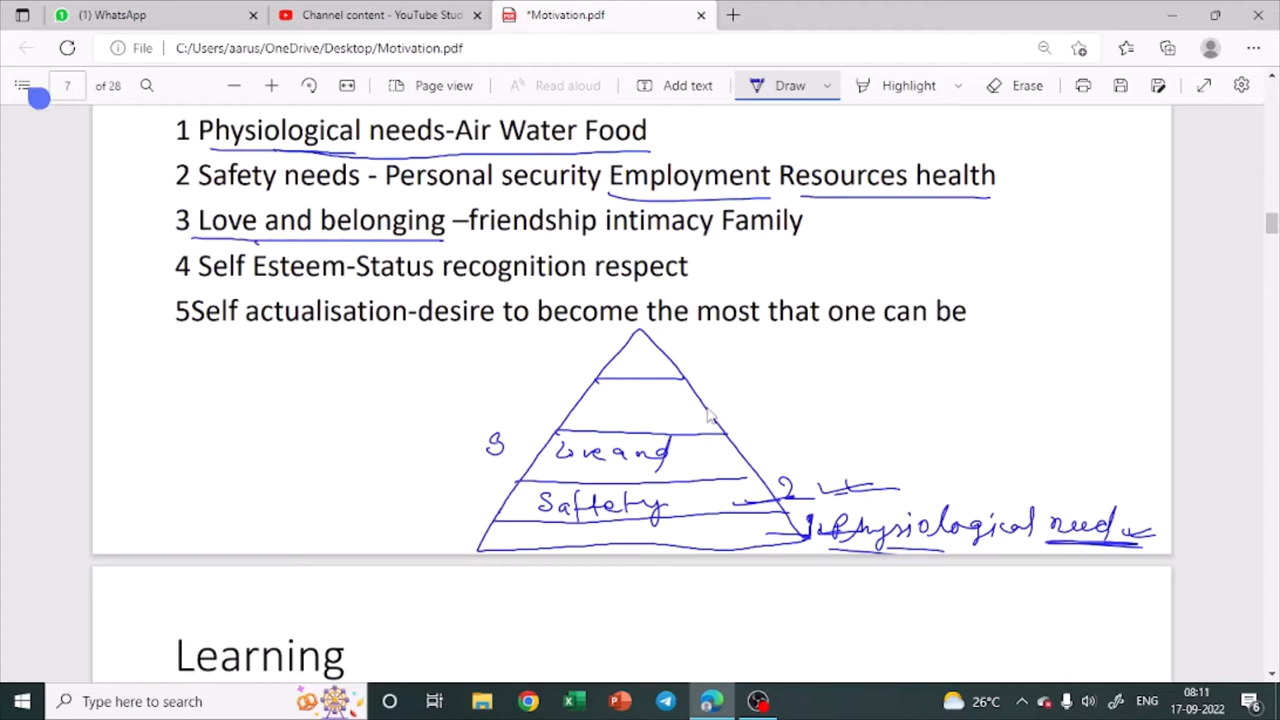 (1) WhatsApp
Channel content - YouTube Stud
*Motivation.pdf
File
C:/Users/aarus/OneDrive/Desktop/Motivation.pdf
7 of 28
Page view
Read aloud
Add text
Draw
Highlight
Erase
1 Physiological needs-Air Water Food
2 Safety needs - Personal security Employment Resources health
3 Love and belonging –friendship intimacy Family
4 Self Esteem-Status recognition respect
5Self actualisation-desire to become the most that one can be
Love and
Saftety
2
Physiological need
Learning
Type here to search
26°C
ENG
08:11
17-09-2022
6